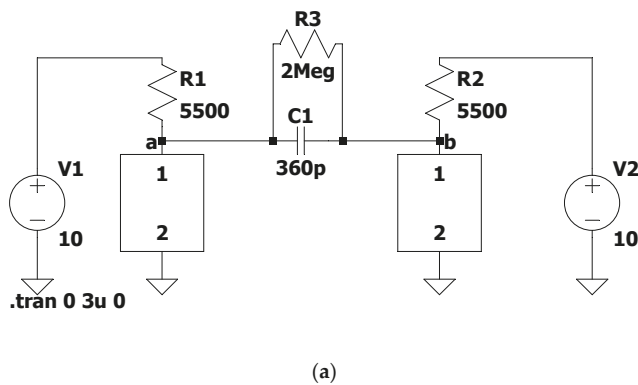 R3
2Meg
R1
5500
R2
5500
C1
360p
a
b
V1
+
−
10
1
2
1
2
V2
+
−
10
.tran 0 3u 0
(a)